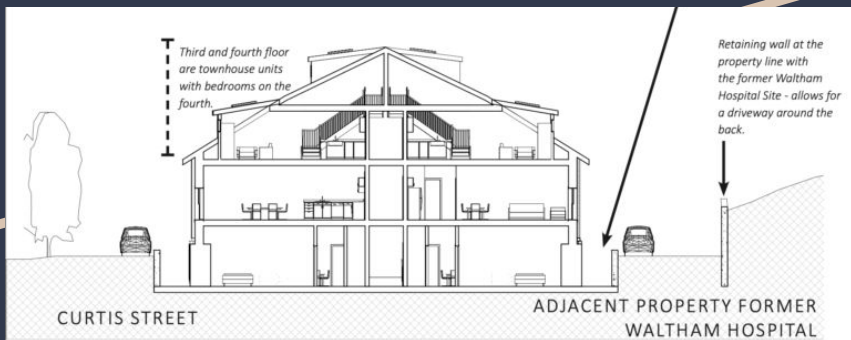 Third and fourth floor
are townhouse units
with bedrooms on the
fourth.
Retaining wall at the
property line with
the former Waltham
Hospital Site - allows for
a driveway around the
back.
CURTIS STREET
ADJACENT PROPERTY FORMER
WALTHAM HOSPITAL